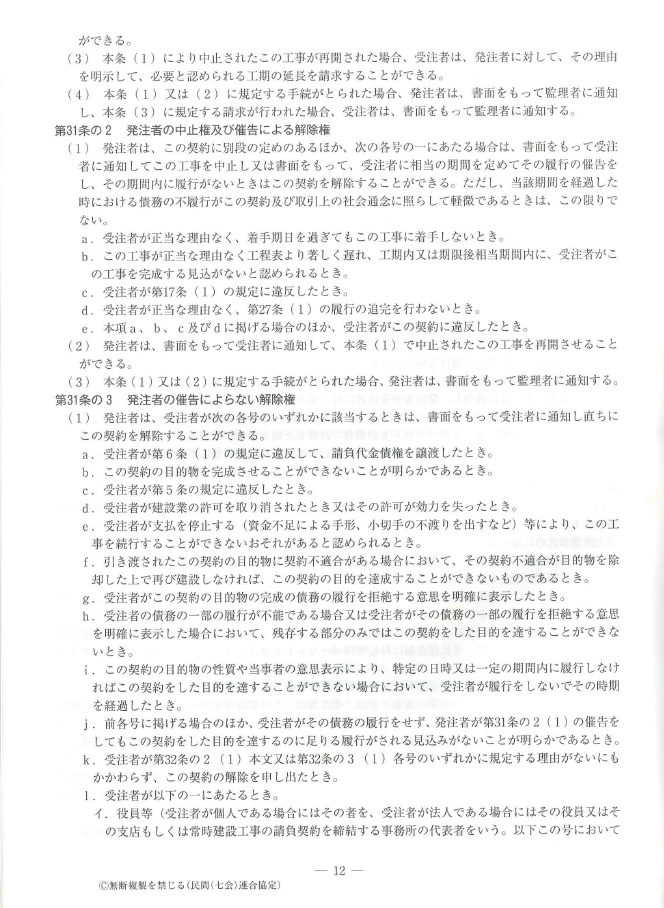 ができる。
（3） 本条（1）により中止されたこの工事が再開された場合、受注者は、発注者に対して、その理由
を明示して、必要と認められる工期の延長を請求することができる。
（4） 本条（1）又は（2）に規定する手続がとられた場合、発注者は、書面をもって監理者に通知
し、本条（3）に規定する請求が行われた場合、受注者は、書面をもって監理者に通知する。
第31条の2 発注者の中止権及び催告による解除権
（1） 発注者は、この契約に別段の定めのあるほか、次の各号の一にあたる場合は、書面をもって受注
者に通知してこの工事を中止し又は書面をもって、受注者に相当の期間を定めてその履行の催告を
し、その期間内に履行がないときはこの契約を解除することができる。ただし、当該期間を経過した
時における債務の不履行がこの契約及び取引上の社会通念に照らして軽微であるときは、この限りで
ない。
a．受注者が正当な理由なく、着手期日を過ぎてもこの工事に着手しないとき。
b．この工事が正当な理由なく工程表より著しく遅れ、工期内又は期限後相当期間内に、受注者がこ
の工事を完成する見込がないと認められるとき。
c．受注者が第17条（1）の規定に違反したとき。
d．受注者が正当な理由なく、第27条（1）の履行の追完を行わないとき。
e．本項a、b、c及びdに掲げる場合のほか、受注者がこの契約に違反したとき。
（2） 発注者は、書面をもって受注者に通知して、本条（1）で中止されたこの工事を再開させること
ができる。
（3） 本条（1）又は（2）に規定する手続がとられた場合、発注者は、書面をもって監理者に通知する。
第31条の3 発注者の催告によらない解除権
（1） 発注者は、受注者が次の各号のいずれかに該当するときは、書面をもって受注者に通知し直ちに
この契約を解除することができる。
a．受注者が第6条（1）の規定に違反して、請負代金債権を譲渡したとき。
b．この契約の目的物を完成させることができないことが明らかであるとき。
c．受注者が第5条の規定に違反したとき。
d．受注者が建設業の許可を取り消されたとき又はその許可が効力を失ったとき。
e．受注者が支払を停止する（資金不足による手形、小切手の不渡りを出すなど）等により、この工
事を続行することができないおそれがあると認められるとき。
f．引き渡されたこの契約の目的物に契約不適合がある場合において、その契約不適合が目的物を除
却した上で再び建設しなければ、この契約の目的を達成することができないものであるとき。
g．受注者がこの契約の目的物の完成の債務の履行を拒絶する意思を明確に表示したとき。
h．受注者の債務の一部の履行が不能である場合又は受注者がその債務の一部の履行を拒絶する意思
を明確に表示した場合において、残存する部分のみではこの契約をした目的を達することができな
いとき。
i．この契約の目的物の性質や当事者の意思表示により、特定の日時又は一定の期間内に履行しなけ
ればこの契約をした目的を達することができない場合において、受注者が履行をしないでその時期
を経過したとき。
j．前各号に掲げる場合のほか、受注者がその債務の履行をせず、発注者が第31条の2（1）の催告を
してもこの契約をした目的を達するのに足りる履行がされる見込みがないことが明らかであるとき。
k．受注者が第32条の2（1）本文又は第32条の3（1）各号のいずれかに規定する理由がないにも
かかわらず、この契約の解除を申し出たとき。
l．受注者が以下の一にあたるとき。
イ．役員等（受注者が個人である場合にはその者を、受注者が法人である場合にはその役員又はそ
の支店もしくは常時建設工事の請負契約を締結する事務所の代表者をいう。以下この号において
— 12 —
©無断複製を禁じる（民間（七会）連合協定）